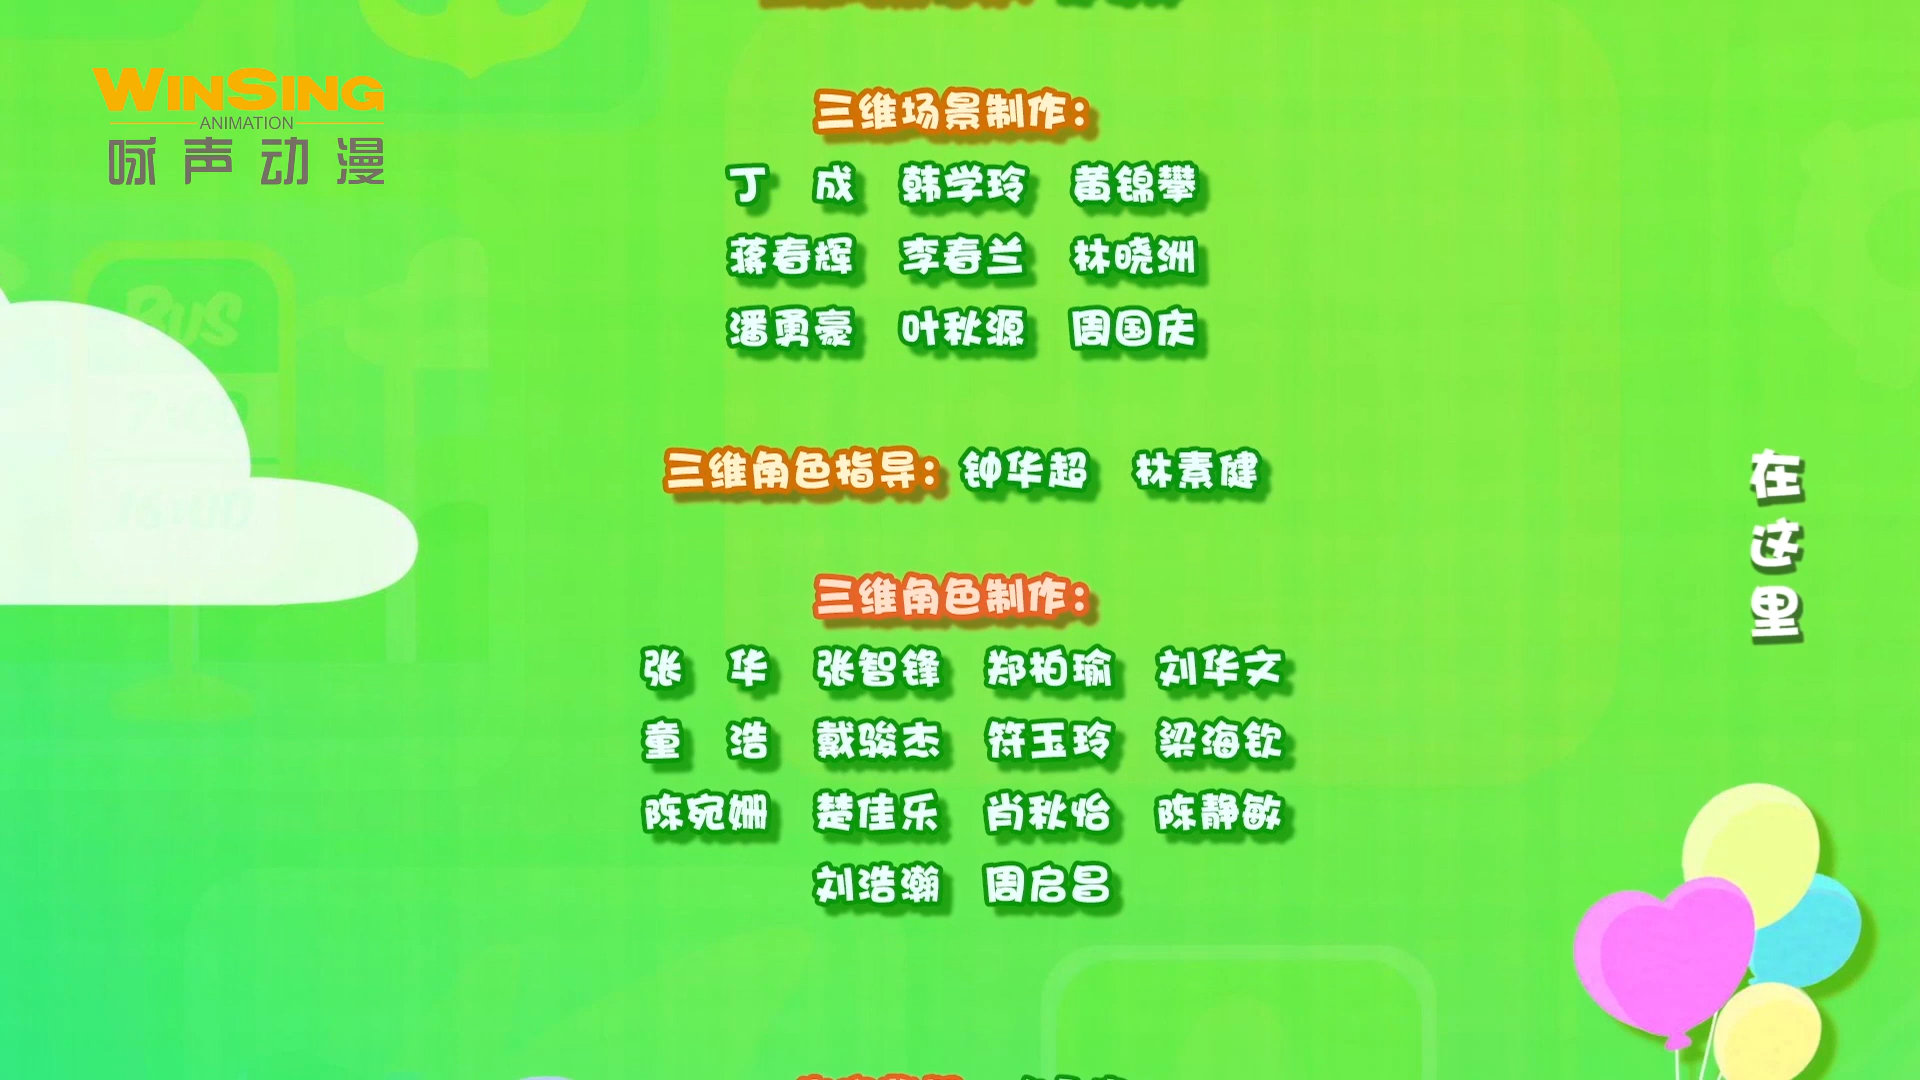 WINSING
ANIMATION
咏声动漫
三维场景制作:
丁 成 韩学玲 黄锦攀
蒋春辉 李春兰 林晓洲
潘勇豪 叶秋源 周国庆
三维角色指导: 钟华超 林素健
三维角色制作:
张 华 张智锋 郑柏瑜 刘华文
童 浩 戴骏杰 符玉玲 梁海钦
陈宛姗 楚佳乐 肖秋怡 陈静敏
刘浩瀚 周启昌
在这里
BUS
16:00